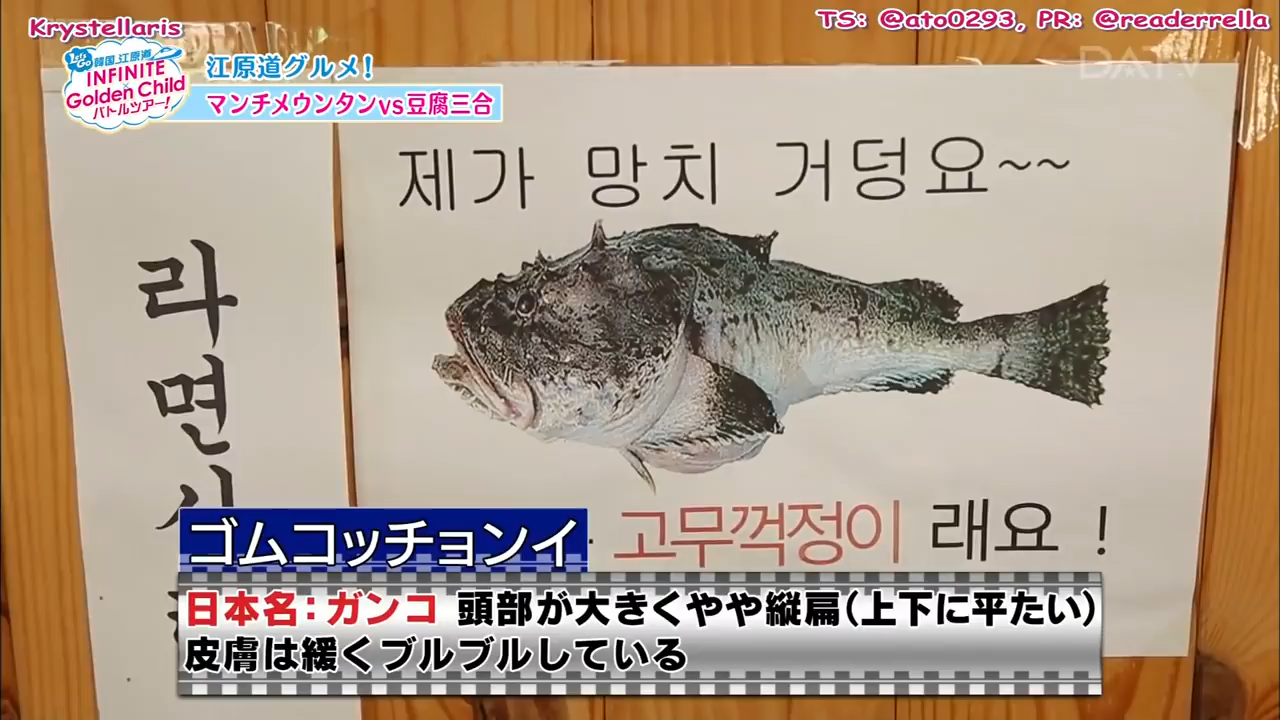 Krystellaris
TS: @ato0293, PR: @readerrella
Let's Go 韓国 江原道
INFINITE
Golden Child
バトルツアー!
江原道グルメ!
マンチメウンタンvs豆腐三合
DATV
제가 망치 거덩요~~
라면사
고무꺽정이 래요 !
ゴムコッチョンイ
日本名:ガンコ 頭部が大きくやや縦扁(上下に平たい)
皮膚は緩くブルブルしている